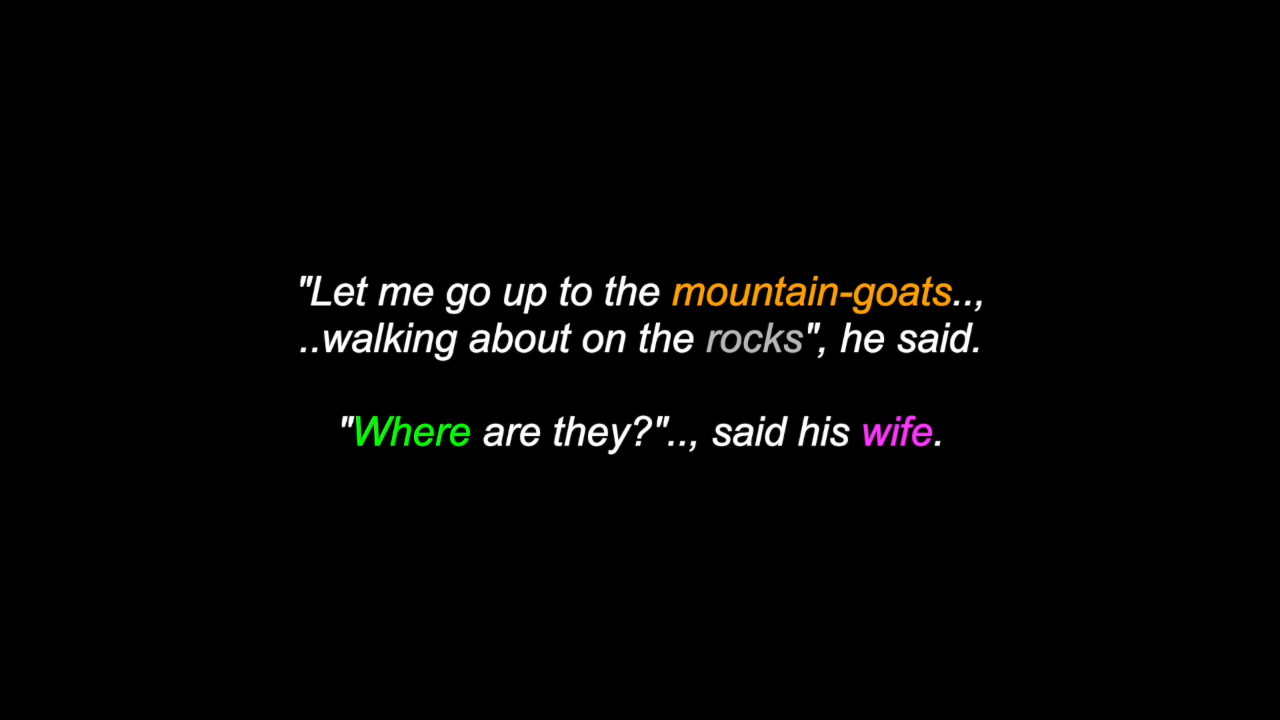 "Let me go up to the mountain-goats..,
..walking about on the rocks", he said.
"Where are they?".., said his wife.